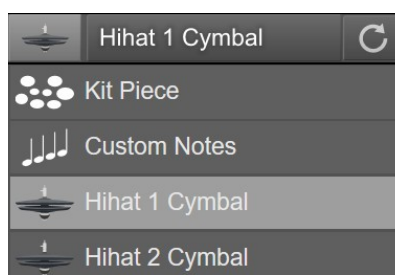 Hihat 1 Cymbal
Kit Piece
Custom Notes
Hihat 1 Cymbal
Hihat 2 Cymbal